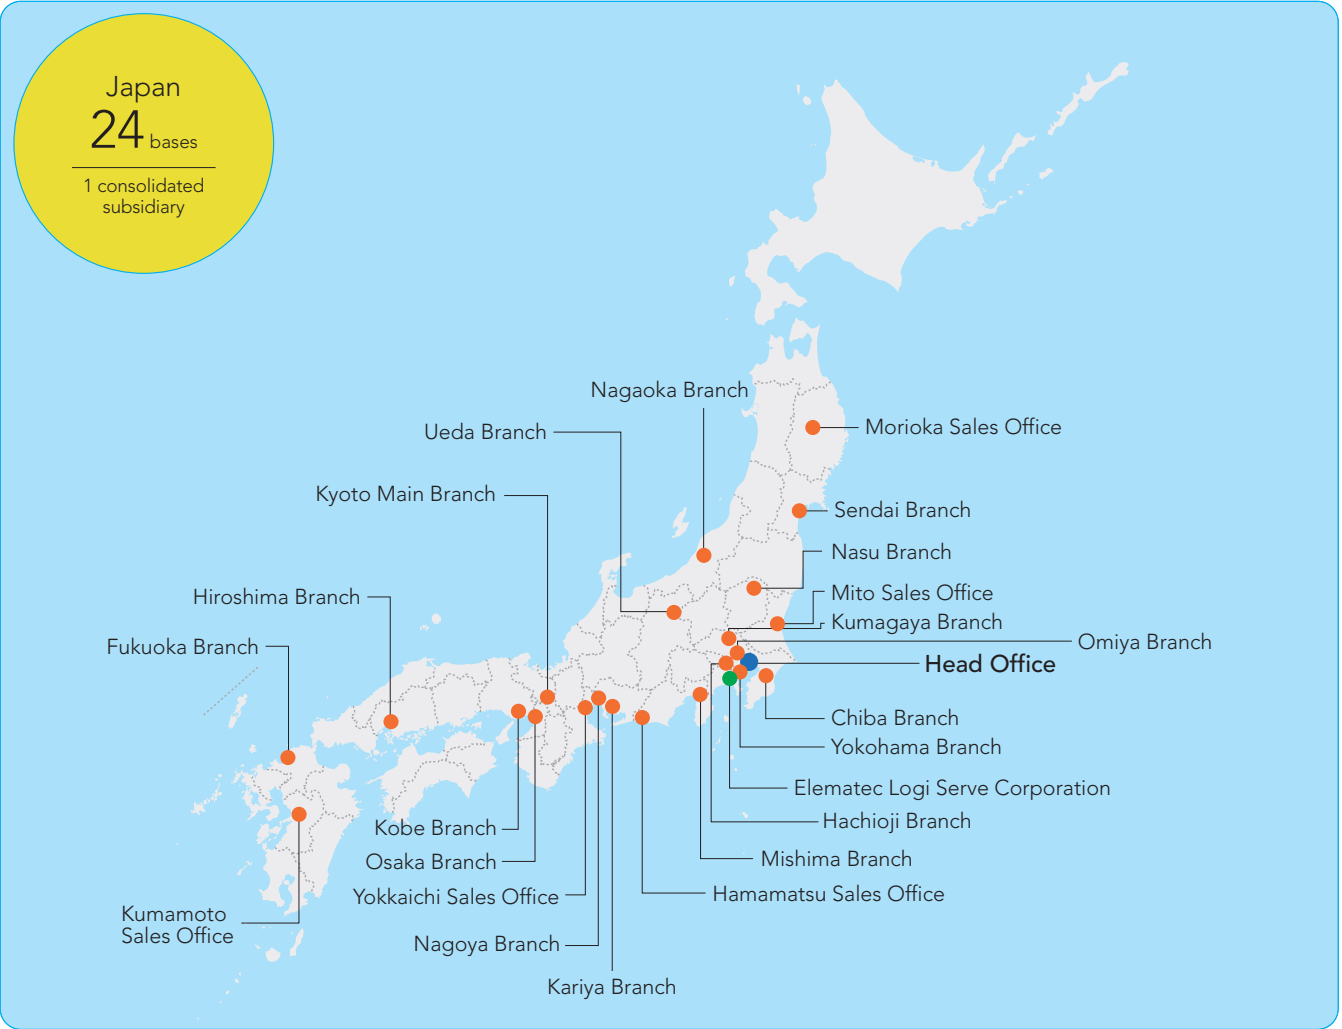 Japan
24 bases
1 consolidated
subsidiary
Nagaoka Branch
Ueda Branch
Morioka Sales Office
Kyoto Main Branch
Sendai Branch
Nasu Branch
Hiroshima Branch
Mito Sales Office
Kumagaya Branch
Omiya Branch
Fukuoka Branch
Head Office
Chiba Branch
Yokohama Branch
Elematec Logi Serve Corporation
Kobe Branch
Hachioji Branch
Osaka Branch
Mishima Branch
Yokkaichi Sales Office
Hamamatsu Sales Office
Kumamoto
Sales Office
Nagoya Branch
Kariya Branch